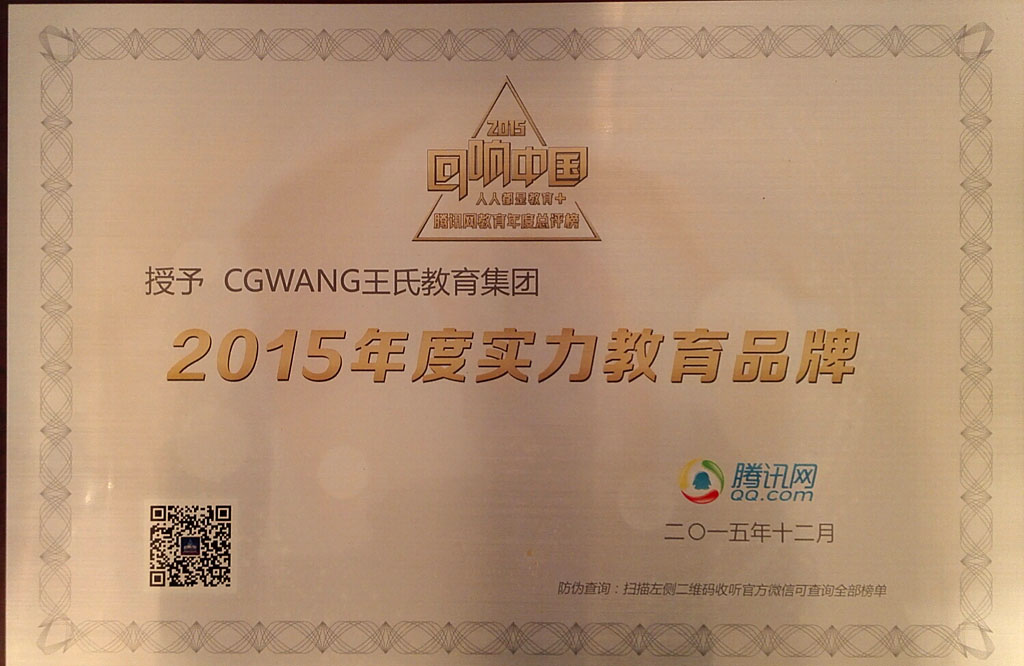 2015
回响中国
人人都是教育+
腾讯网教育年度总评榜
授予 CGWANG王氏教育集团
2015年度实力教育品牌
腾讯网
QQ.com
二〇一五年十二月
防伪查询：扫描左侧二维码收听官方微信可查询全部榜单